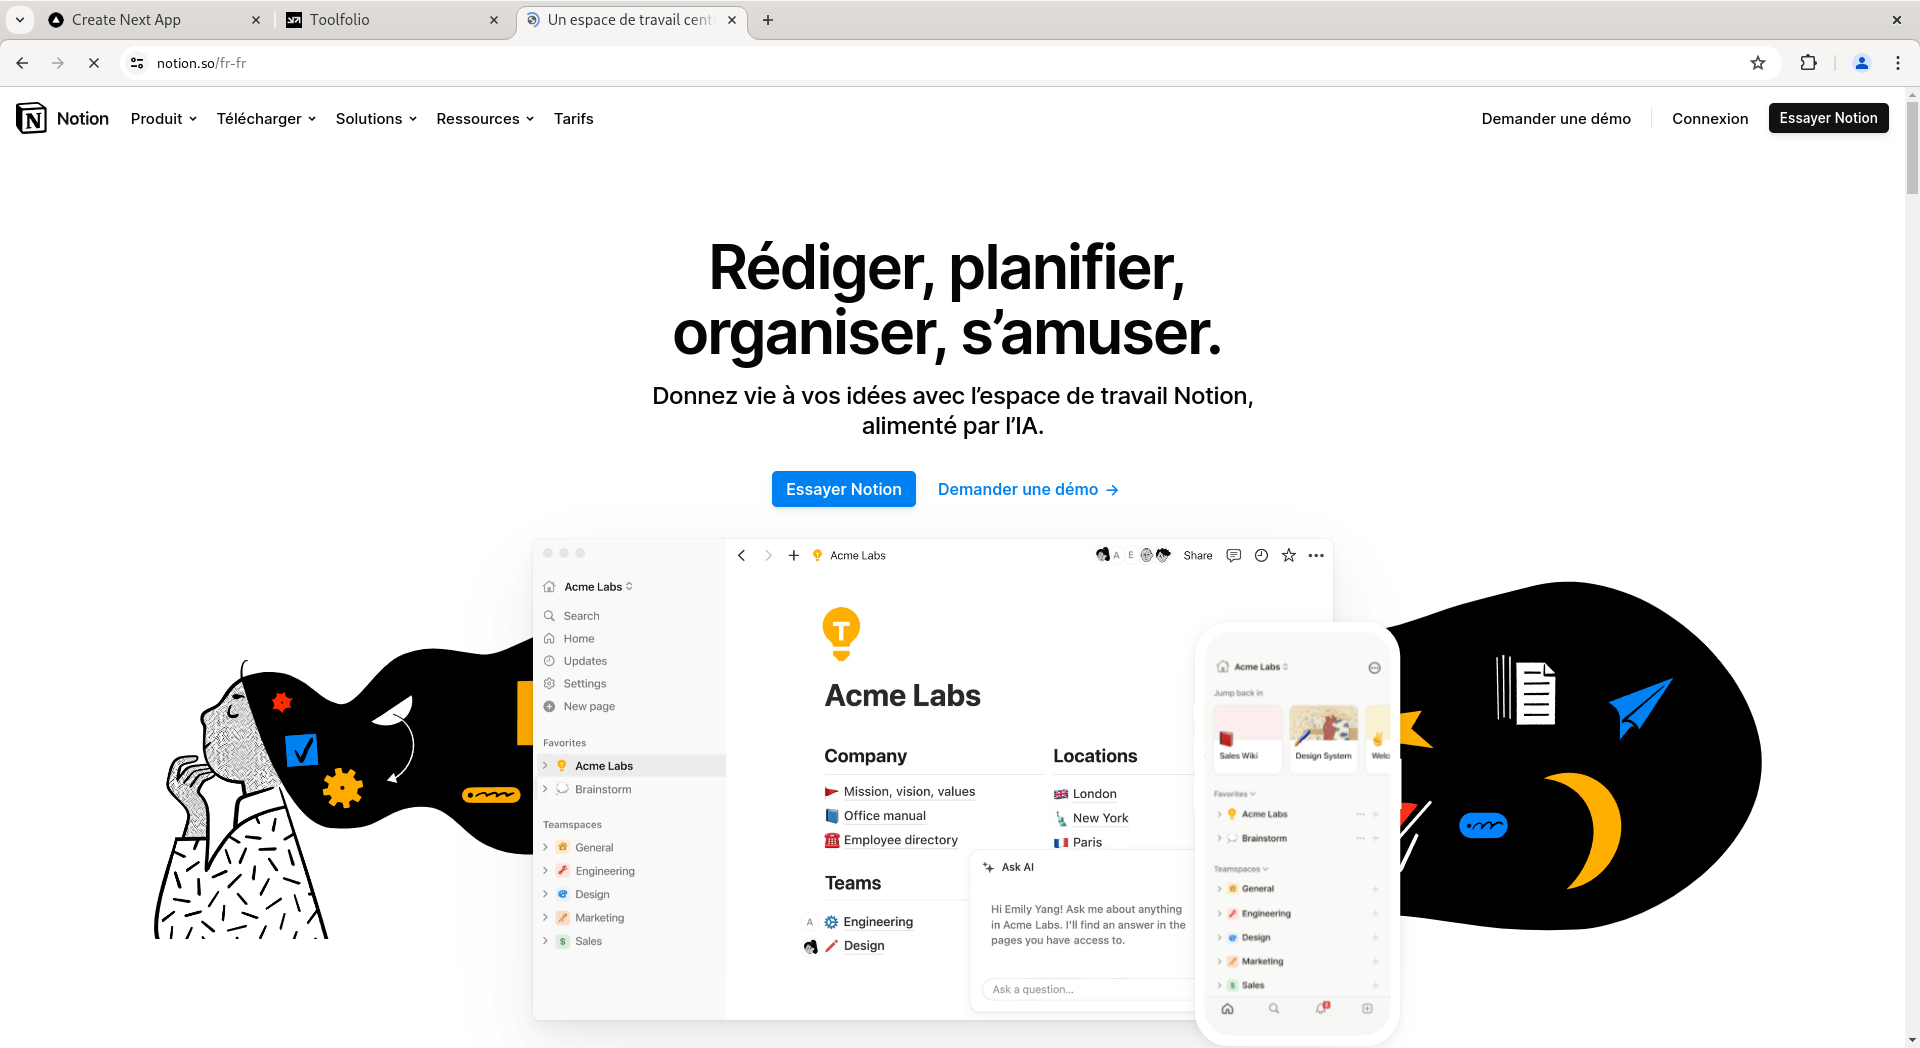 Create Next App
Toolfolio
Un espace de travail cent
notion.so/fr-fr
Notion
Produit
Télécharger
Solutions
Ressources
Tarifs
Demander une démo
Connexion
Essayer Notion
Rédiger, planifier,
organiser, s’amuser.
Donnez vie à vos idées avec l’espace de travail Notion,
alimenté par l’IA.
Essayer Notion
Demander une démo →
Acme Labs
Search
Home
Updates
Settings
New page
Favorites
Acme Labs
Brainstorm
Teamspaces
General
Engineering
Design
Marketing
Sales
Acme Labs
A
E
Share
Acme Labs
Company
Mission, vision, values
Office manual
Employee directory
Locations
London
New York
Paris
Teams
A
Engineering
Design
Ask AI
Hi Emily Yang! Ask me about anything
in Acme Labs. I’ll find an answer in the
pages you have access to.
Ask a question...
Acme Labs
Jump back in
Sales Wiki
Design System
Welc
Favorites
Acme Labs
Brainstorm
Teamspaces
General
Engineering
Design
Marketing
Sales